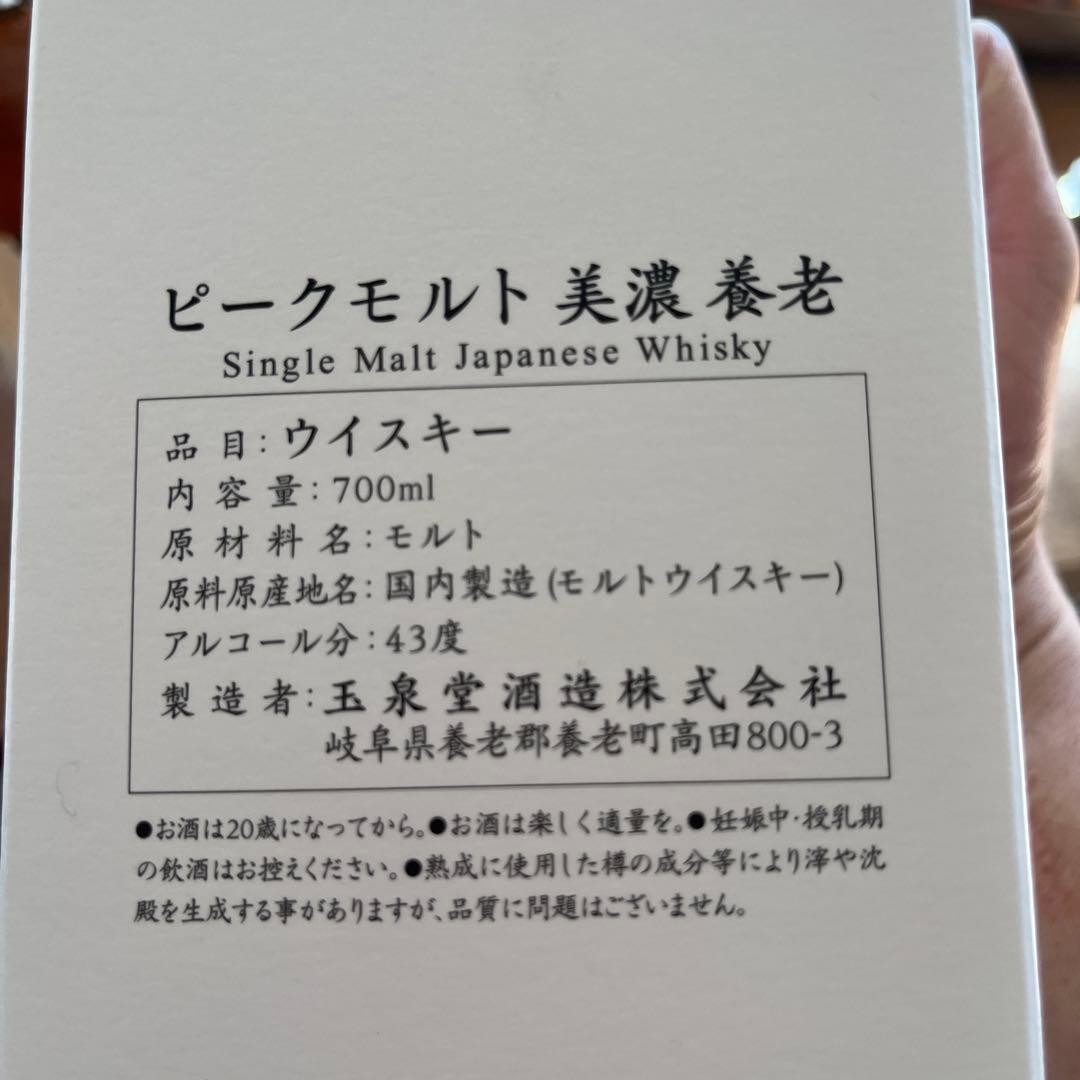 ピークモルト 美濃 養老
Single Malt Japanese Whisky
品目：ウイスキー
内容量：700ml
原材料名：モルト
原料原産地名：国内製造(モルトウイスキー)
アルコール分：43度
製造者：玉泉堂酒造株式会社
岐阜県養老郡養老町高田800-3
●お酒は20歳になってから。●お酒は楽しく適量を。●妊娠中・授乳期
の飲酒はお控えください。●熟成に使用した樽の成分等により滓や沈
殿を生成する事がありますが、品質に問題はございません。